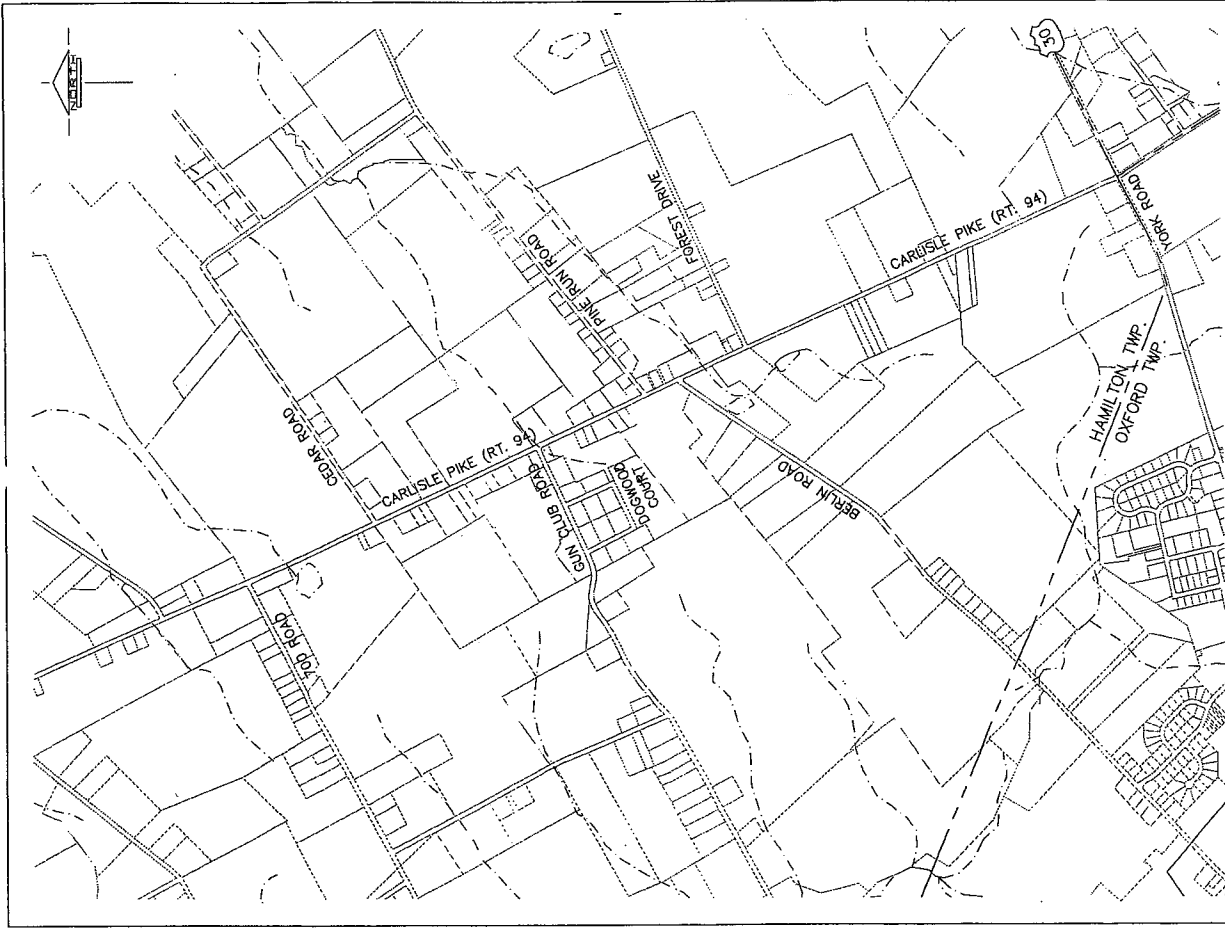 NORTH
30
CEDAR ROAD
CARLISLE PIKE (RT. 94)
PINE RUN ROAD
FOREST DRIVE
CARLISLE PIKE (RT. 94)
YORK ROAD
GUN CLUB ROAD
DOGWOOD
COURT
700 ROAD
BERLIN ROAD
HAMILTON TWP.
OXFORD TWP.